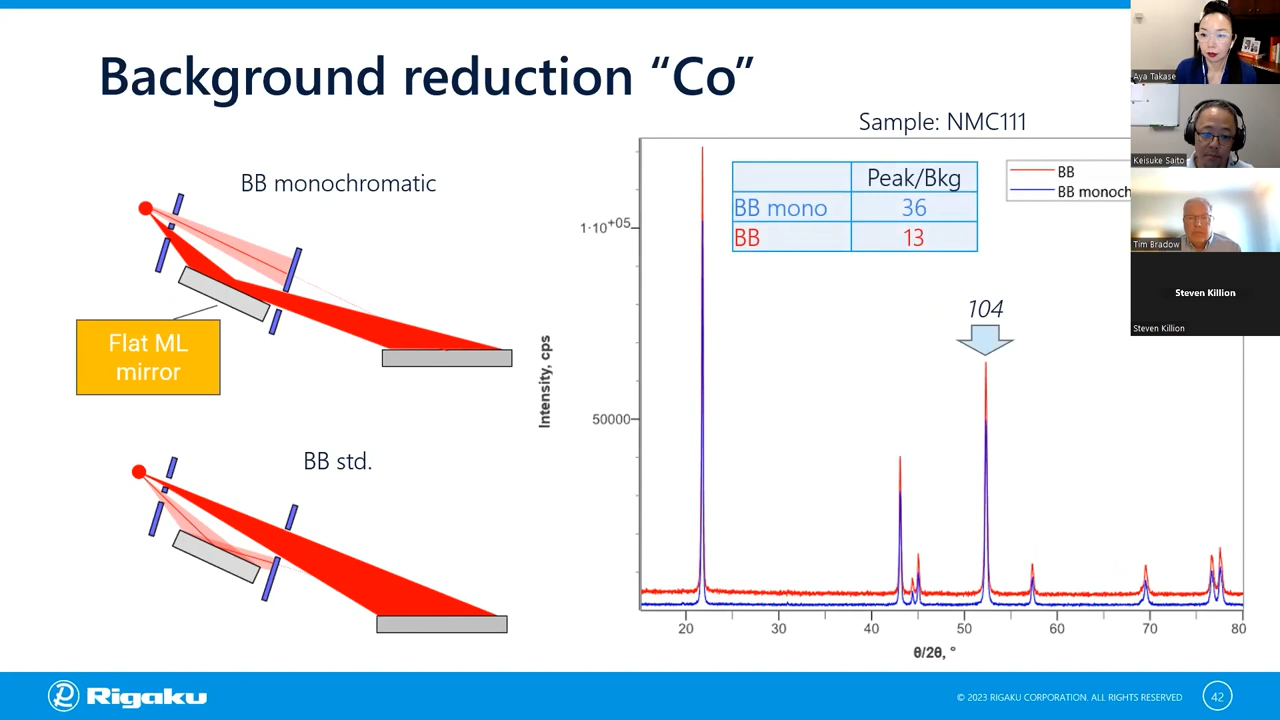 Background reduction “Co”
BB monochromatic
Flat ML
mirror
BB std.
Sample: NMC111
Peak/Bkg
BB mono 36
BB 13
BB
BB monoch
104
1·10+05
50000
Intensity, cps
20 30 40 50 60 70 80
θ/2θ, °
Aya Takase
Keisuke Saito
Tim Bradow
Steven Killion
Steven Killion
Rigaku
© 2023 RIGAKU CORPORATION. ALL RIGHTS RESERVED
42